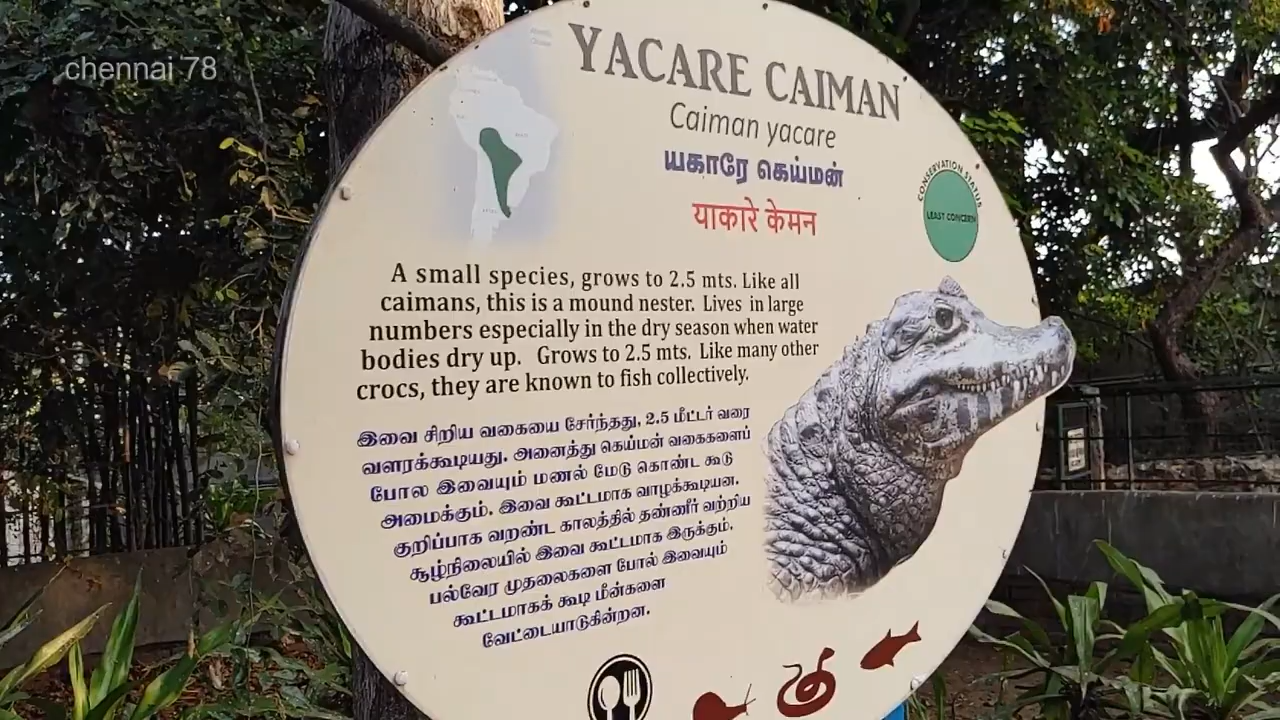 chennai 78
YACARE CAIMAN
Caiman yacare
யகாரே கெய்மன்
याकारे केमन
CONSERVATION STATUS
LEAST CONCERN
A small species, grows to 2.5 mts. Like all
caimans, this is a mound nester. Lives in large
numbers especially in the dry season when water
bodies dry up. Grows to 2.5 mts. Like many other
crocs, they are known to fish collectively.
இவை சிறிய வகையை சேர்ந்தது, 2.5 மீட்டர் வரை
வளரக்கூடியது. அனைத்து கெய்மன் வகைகளைப்
போல இவையும் மணல் மேடு கொண்ட கூடு
அமைக்கும். இவை கூட்டமாக வாழக்கூடியன.
குறிப்பாக வறண்ட காலத்தில் தண்ணீர் வற்றிய
சூழ்நிலையில் இவை கூட்டமாக இருக்கும்.
பல்வேர முதலைகளை போல் இவையும்
கூட்டமாகக் கூடி மீன்களை
வேட்டையாடுகின்றன.